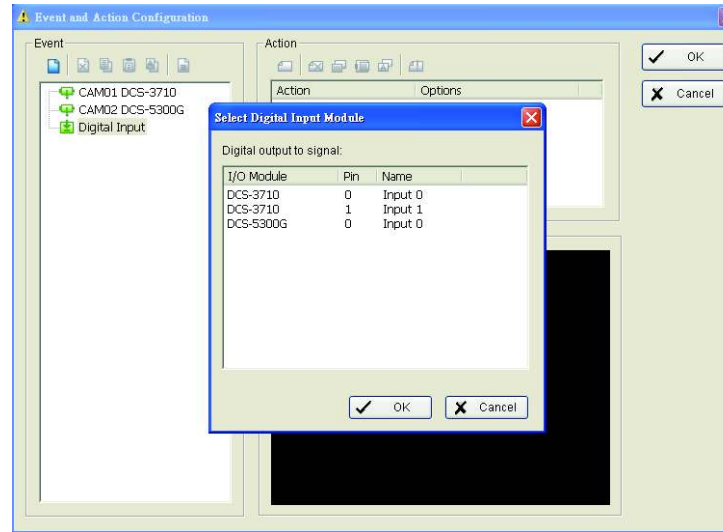 Event and Action Configuration
Event
CAM01 DCS-3710
CAM02 DCS-5300G
Digital Input
Action
Action Options
OK
Cancel
Select Digital Input Module
Digital output to signal:
I/O Module Pin Name
DCS-3710 0 Input 0
DCS-3710 1 Input 1
DCS-5300G 0 Input 0
OK
Cancel